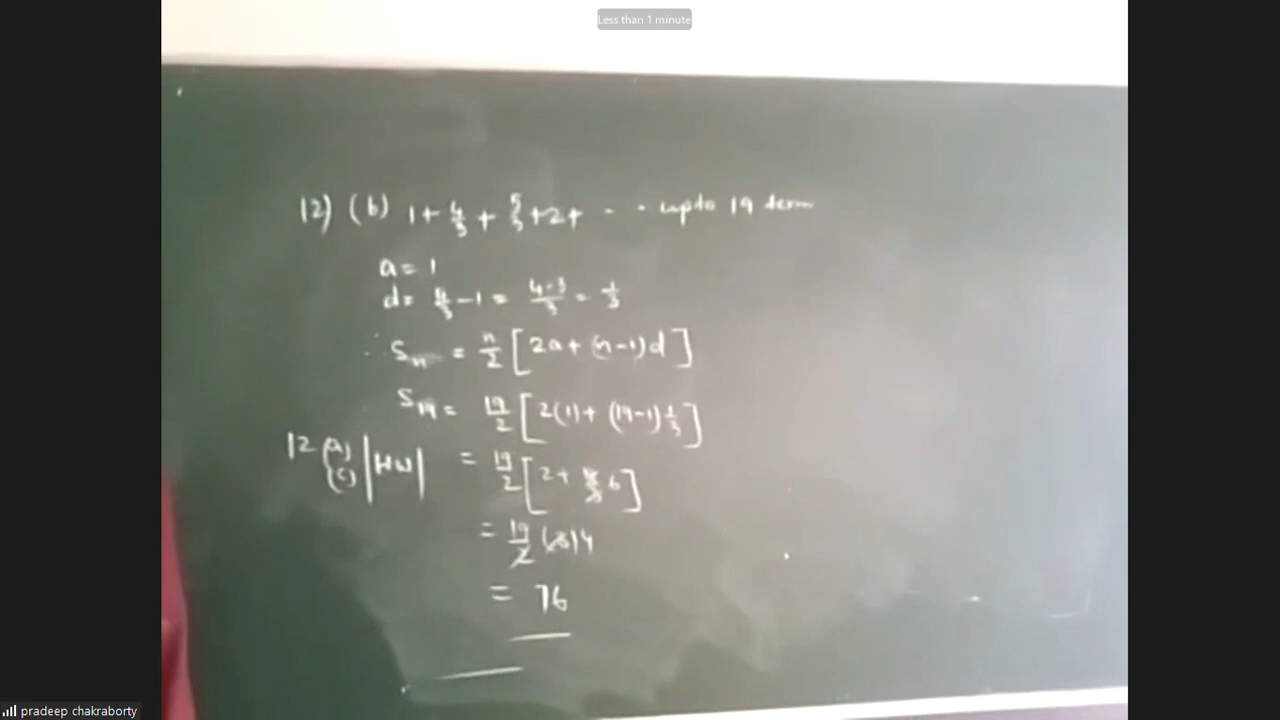 Less than 1 minute
12) (b) 1 + 4/3 + 5/3 + 2 + - - upto 19 term
a = 1
d = 4/3 - 1 = 4-3/3 = 1/3
∴ Sn = n/2 [2a + (n-1)d]
S19 = 19/2 [2(1) + (19-1) 1/3]
12 (a) (c) | HW |
= 19/2 [2 + 18/3 6]
= 19/2 (8) 4
= 76
pradeep chakraborty